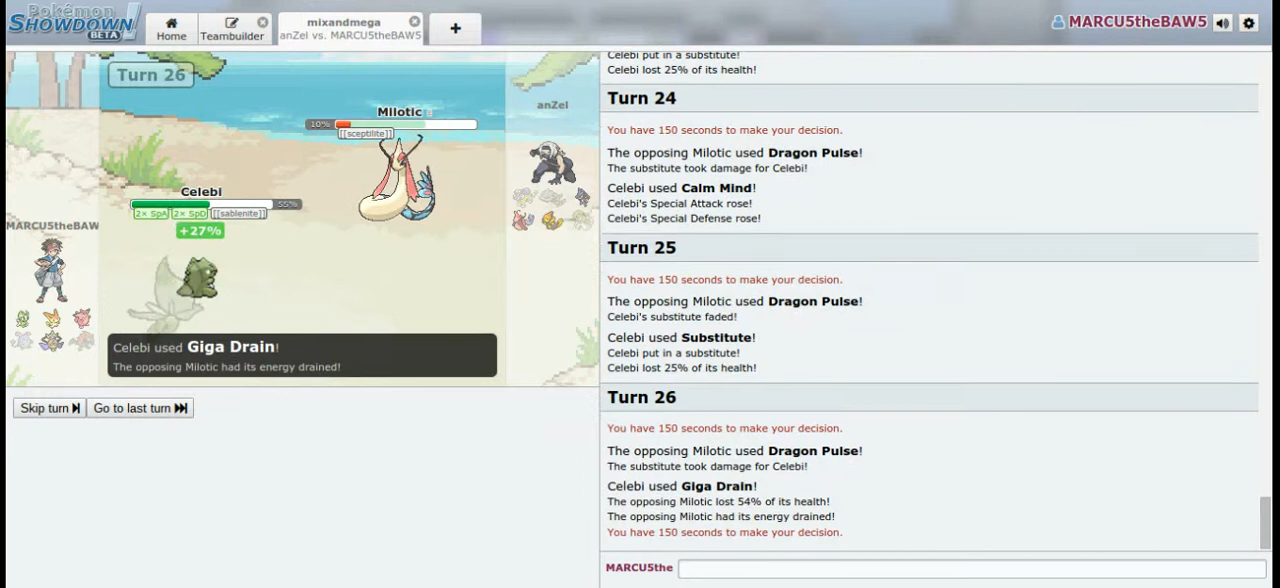 Pokémon
SHOWDOWN!
BETA
Home
Teambuilder
mixandmega
anZel vs. MARCU5theBAW5
+
MARCU5theBAW5
Turn 26
Milotic
10%
[[sceptilite]]
anZel
Celebi
55%
2× SpA 2× SpD [[sablenite]]
+27%
MARCU5theBAW
Celebi used Giga Drain!
The opposing Milotic had its energy drained!
Skip turn
Go to last turn
Celebi put in a substitute!
Celebi lost 25% of its health!
Turn 24
You have 150 seconds to make your decision.
The opposing Milotic used Dragon Pulse!
The substitute took damage for Celebi!
Celebi used Calm Mind!
Celebi's Special Attack rose!
Celebi's Special Defense rose!
Turn 25
You have 150 seconds to make your decision.
The opposing Milotic used Dragon Pulse!
Celebi's substitute faded!
Celebi used Substitute!
Celebi put in a substitute!
Celebi lost 25% of its health!
Turn 26
You have 150 seconds to make your decision.
The opposing Milotic used Dragon Pulse!
The substitute took damage for Celebi!
Celebi used Giga Drain!
The opposing Milotic lost 54% of its health!
The opposing Milotic had its energy drained!
You have 150 seconds to make your decision.
MARCU5the